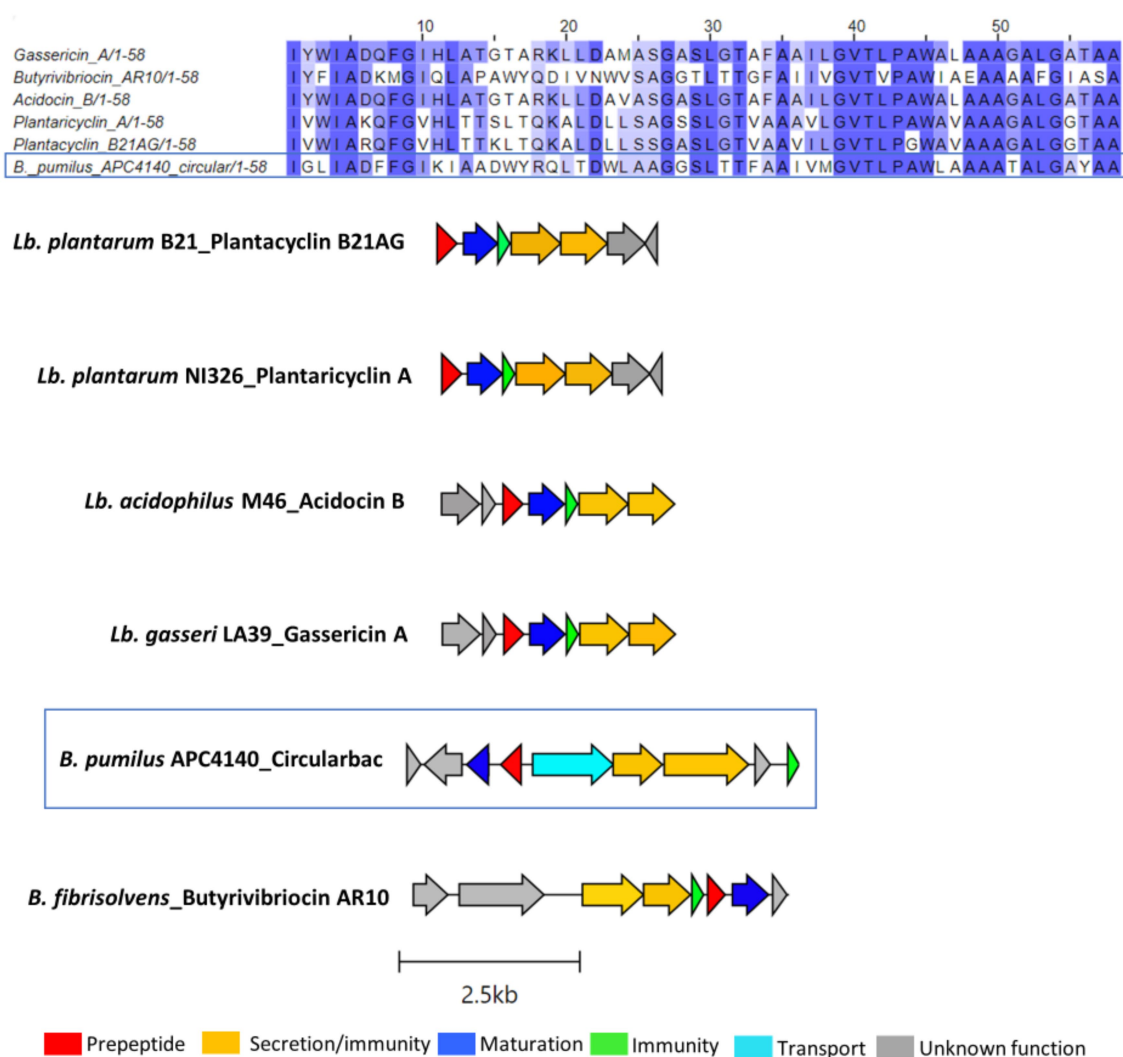 10 20 30 40 50
Gassericin_A/1-58 IYWIADQFGIHLATGTARKLLDAMASGASLGTAFAAILGVTLPAWALAAAGALGATAA
Butyrivibriocin_AR10/1-58 IYFIADKMGIQLAPAWYQDIVNWVSAGGTLTTGFAIIVGVTVPAWIAEAAAAFGIASA
Acidocin_B/1-58 IYWIADQFGIHLATGTARKLLDAVASGASLGTAFAAILGVTLPAWALAAAGALGATAA
Plantaricyclin_A/1-58 IVWIAKQFGVHLTTSLTQKALDLLSAGSSLGTVAAAVLGVTLPAWAVAAAGALGGTAA
Plantacyclin_B21AG/1-58 IVWIARQFGVHLTTKLTQKALDLLSSGSSLGTVAAVILGVTLPGWAVAAAGALGGTAA
B._pumilus_APC4140_circular/1-58 IGLIADFFGIKIAADWYRQLTDWLAAGGSLTTFAAIVMGVTLPAWLAAAATALGAYAA
Lb. plantarum B21_Plantacyclin B21AG
Lb. plantarum NI326_Plantaricyclin A
Lb. acidophilus M46_Acidocin B
Lb. gasseri LA39_Gassericin A
B. pumilus APC4140_Circularbac
B. fibrisolvens_Butyrivibriocin AR10
2.5kb
Prepeptide Secretion/immunity Maturation Immunity Transport Unknown function